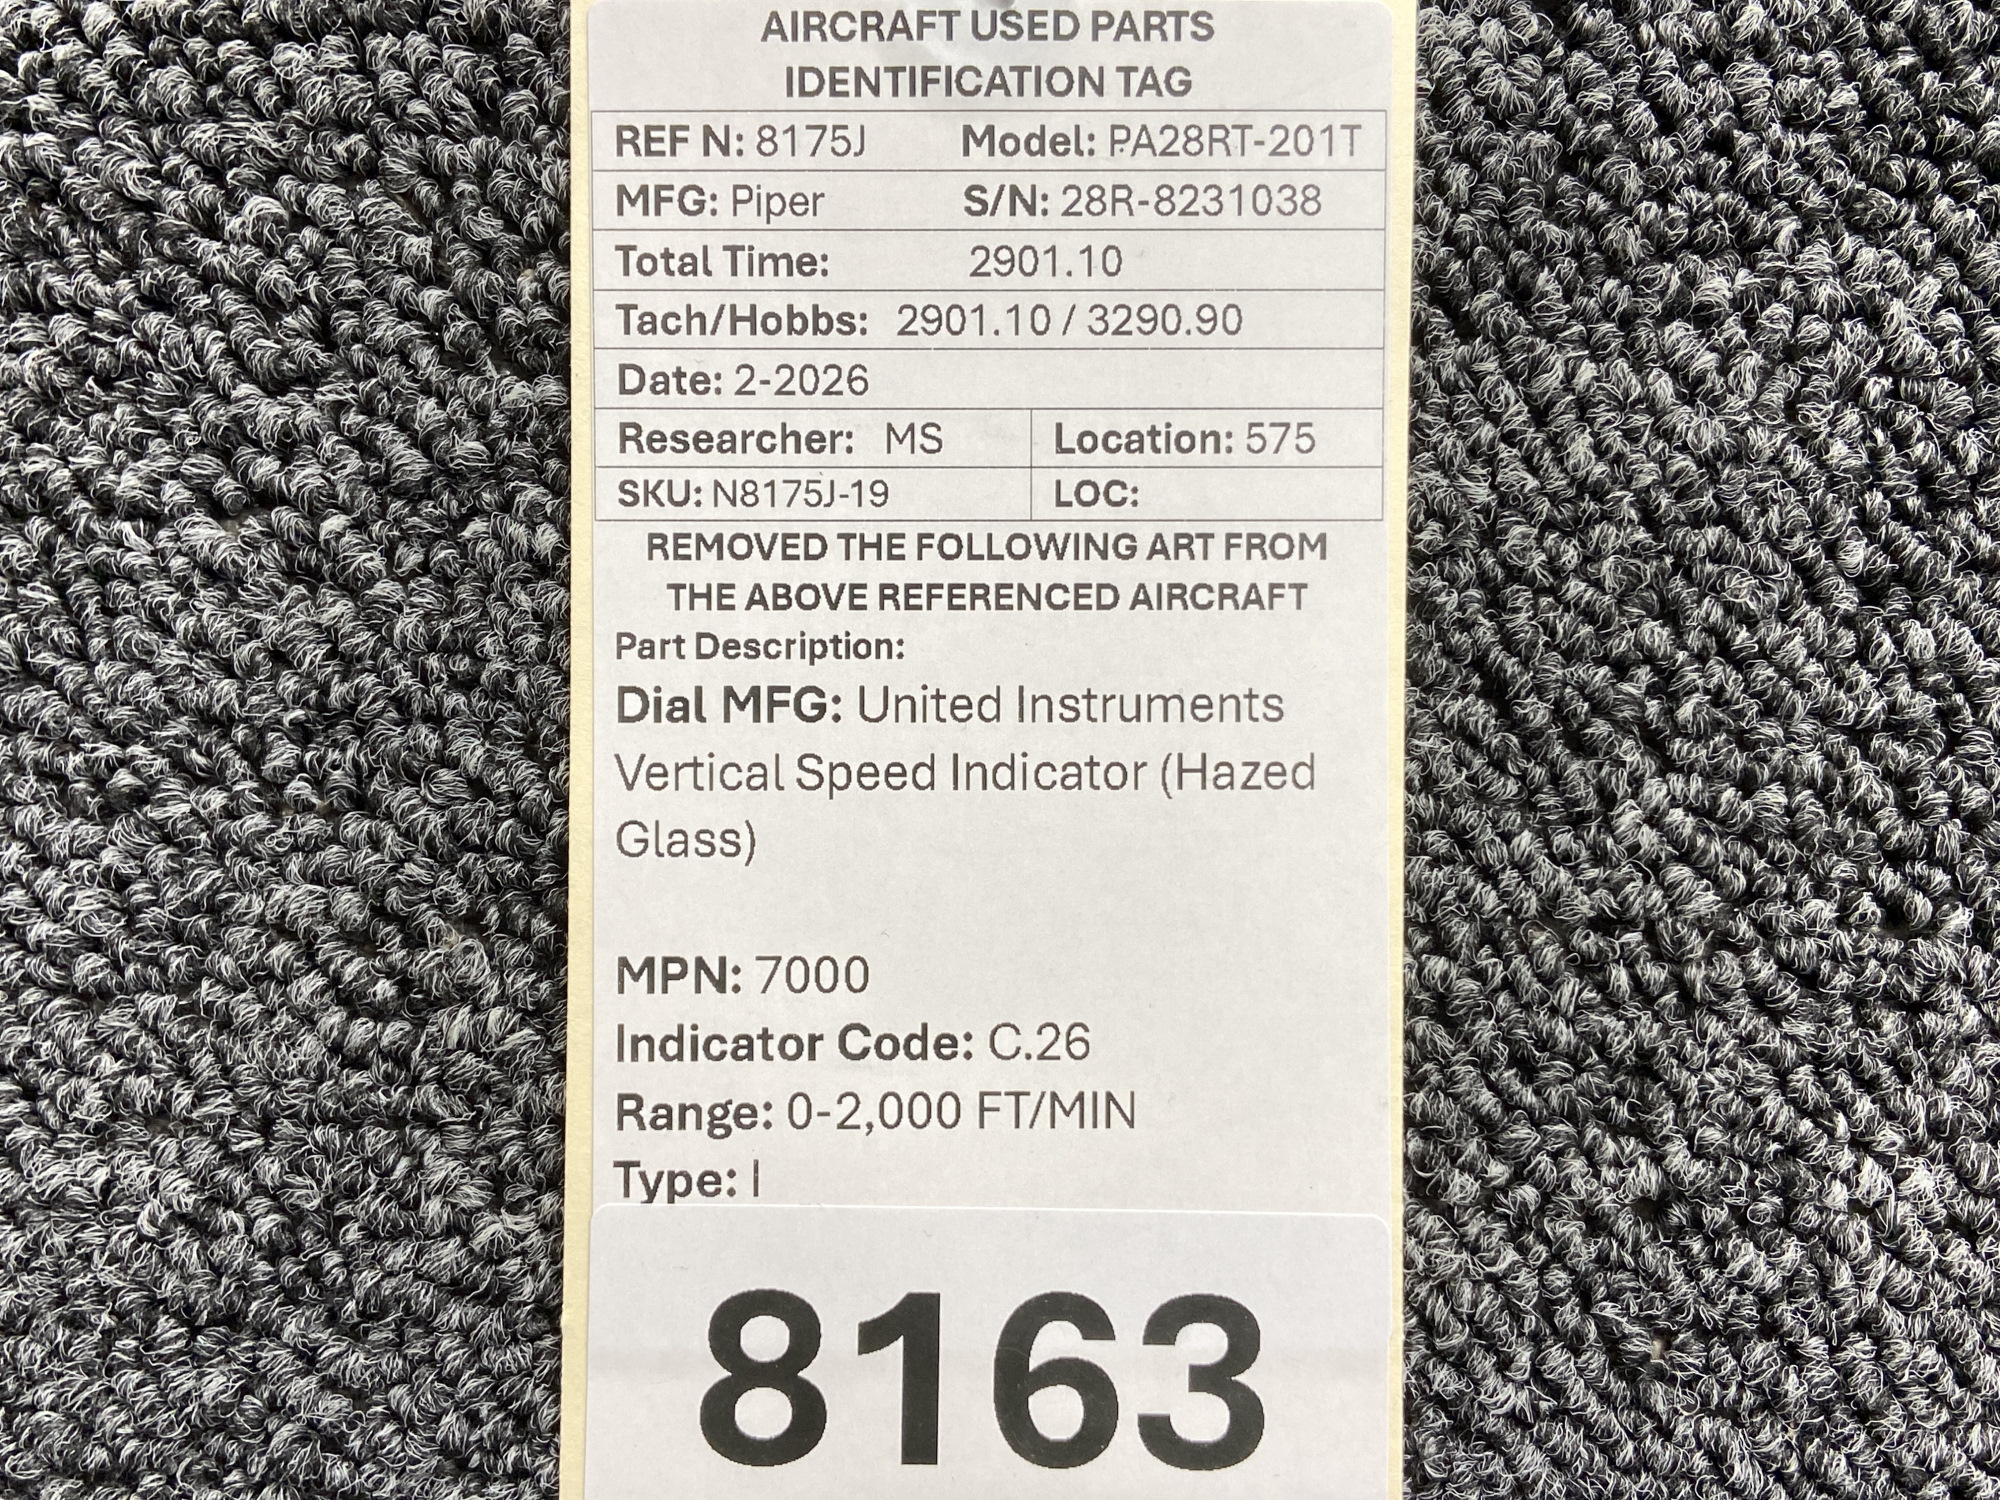 AIRCRAFT USED PARTS
IDENTIFICATION TAG
REF N: 8175J Model: PA28RT-201T
MFG: Piper S/N: 28R-8231038
Total Time: 2901.10
Tach/Hobbs: 2901.10 / 3290.90
Date: 2-2026
Researcher: MS Location: 575
SKU: N8175J-19 LOC:
REMOVED THE FOLLOWING ART FROM
THE ABOVE REFERENCED AIRCRAFT
Part Description:
Dial MFG: United Instruments
Vertical Speed Indicator (Hazed
Glass)
MPN: 7000
Indicator Code: C.26
Range: 0-2,000 FT/MIN
Type: I
8163